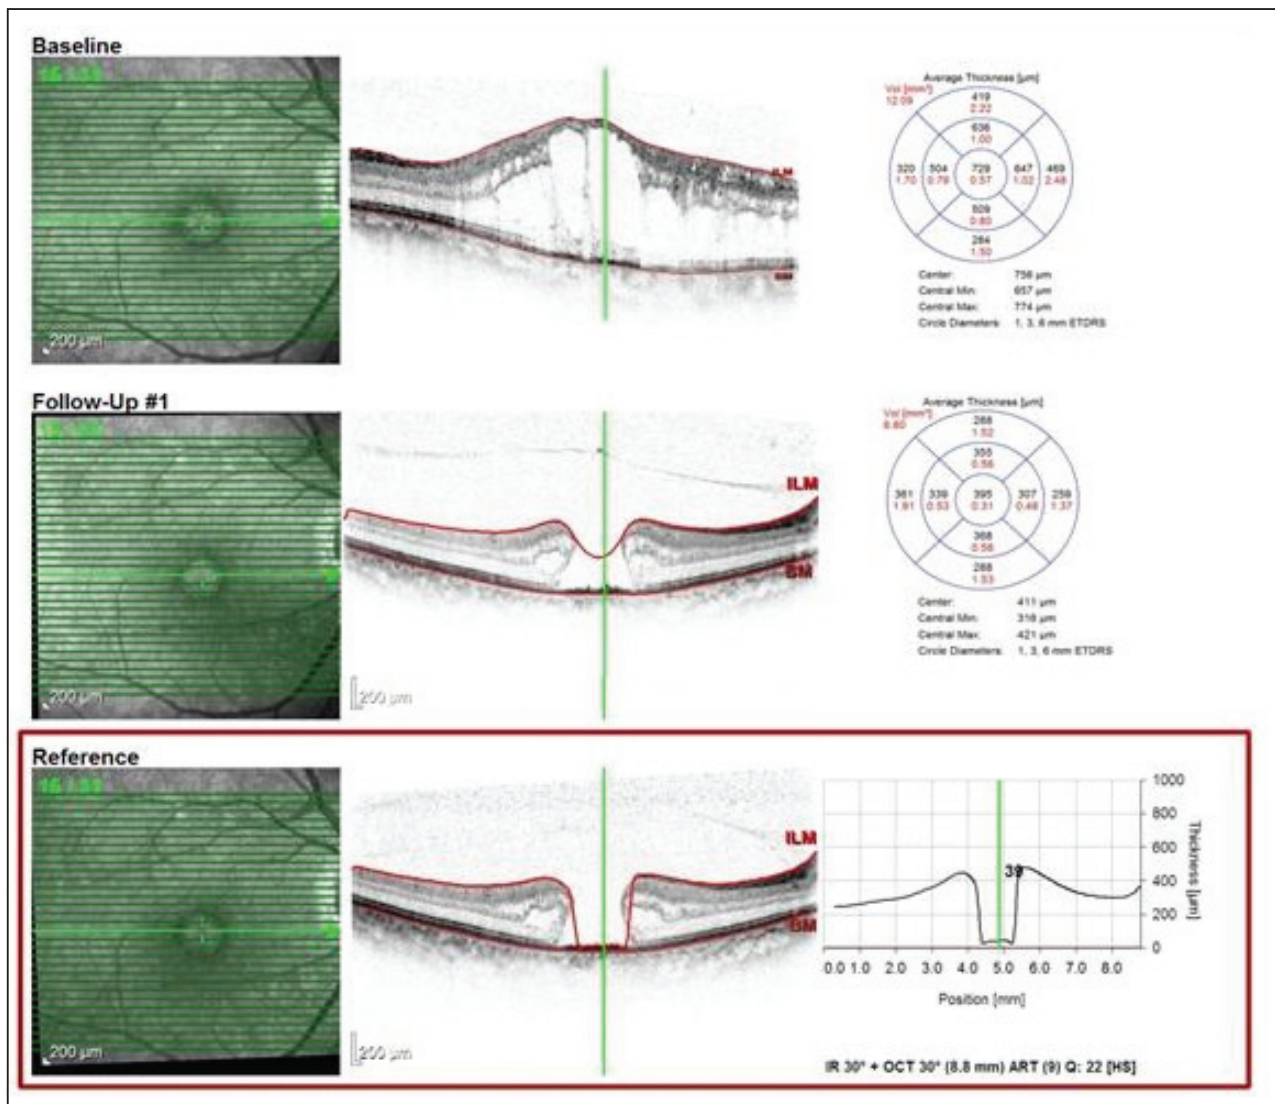 Baseline
200 µm
ILM
Average Thickness [µm]
Vol [mm³]
12.09
419
0.22
636
1.00
320 504 729 647 469
1.70 0.79 0.57 1.02 2.48
509
0.80
284
1.50
Center: 756 µm
Central Min: 657 µm
Central Max: 774 µm
Circle Diameters: 1, 3, 6 mm ETDRS
Follow-Up #1
200 µm
ILM
BM
200 µm
Average Thickness [µm]
Vol [mm³]
8.80
288
1.52
355
0.56
361 339 395 307 259
1.91 0.53 0.31 0.48 1.37
368
0.58
288
1.53
Center: 411 µm
Central Min: 316 µm
Central Max: 421 µm
Circle Diameters: 1, 3, 6 mm ETDRS
Reference
200 µm
ILM
BM
200 µm
39
1000
800
600
400
200
0
Thickness [µm]
0.0 1.0 2.0 3.0 4.0 5.0 6.0 7.0 8.0
Position [mm]
IR 30° + OCT 30° (8.8 mm) ART (9) Q: 22 [HS]